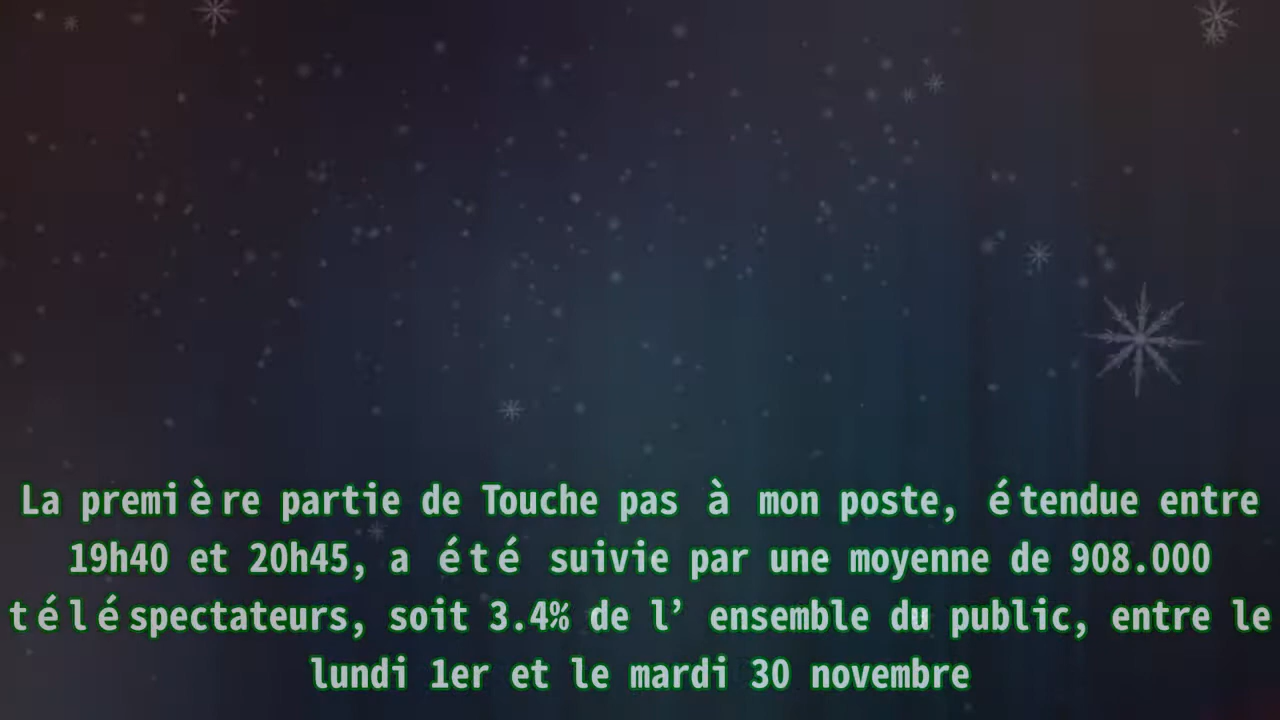 La première partie de Touche pas à mon poste, étendue entre
19h40 et 20h45, a été suivie par une moyenne de 908.000
téléspectateurs, soit 3.4% de l’ ensemble du public, entre le
lundi 1er et le mardi 30 novembre